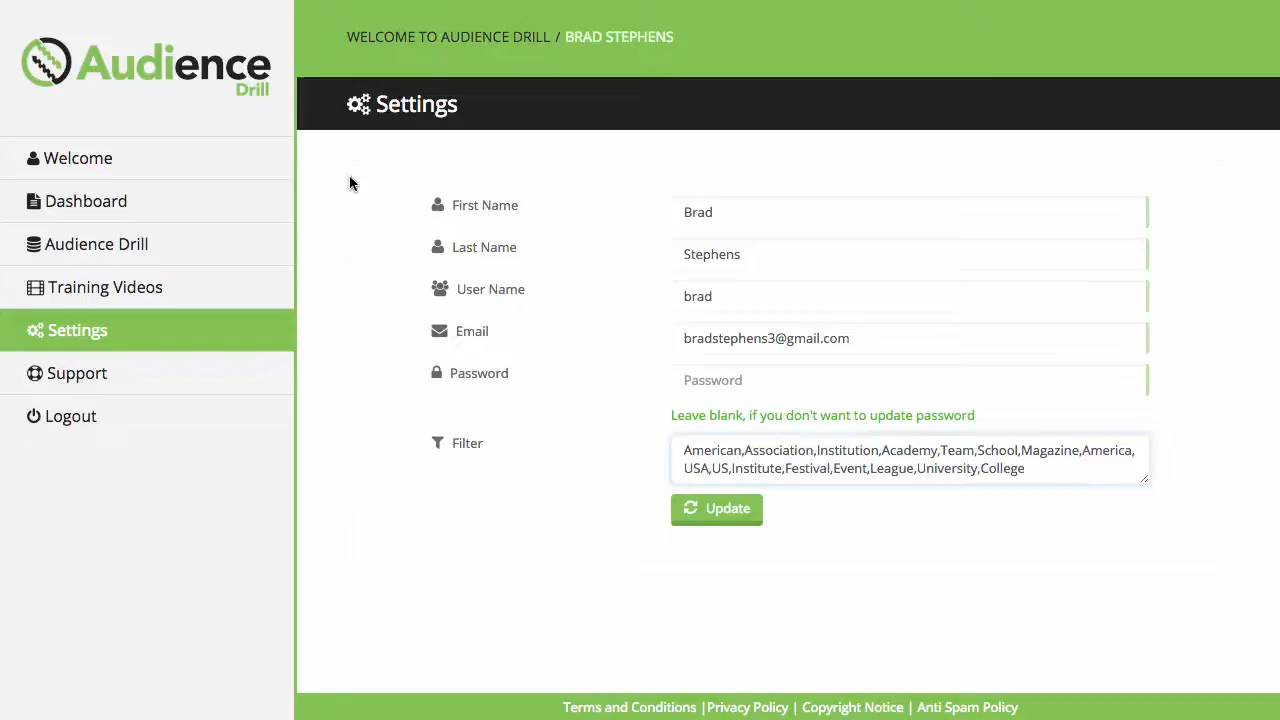 Audience
Drill
WELCOME TO AUDIENCE DRILL / BRAD STEPHENS
Settings
Welcome
Dashboard
Audience Drill
Training Videos
Settings
Support
Logout
First Name
Brad
Last Name
Stephens
User Name
brad
Email
bradstephens3@gmail.com
Password
Password
Leave blank, if you don't want to update password
Filter
American,Association,Institution,Academy,Team,School,Magazine,America,
USA,US,Institute,Festival,Event,League,University,College
Update
Terms and Conditions |Privacy Policy | Copyright Notice | Anti Spam Policy